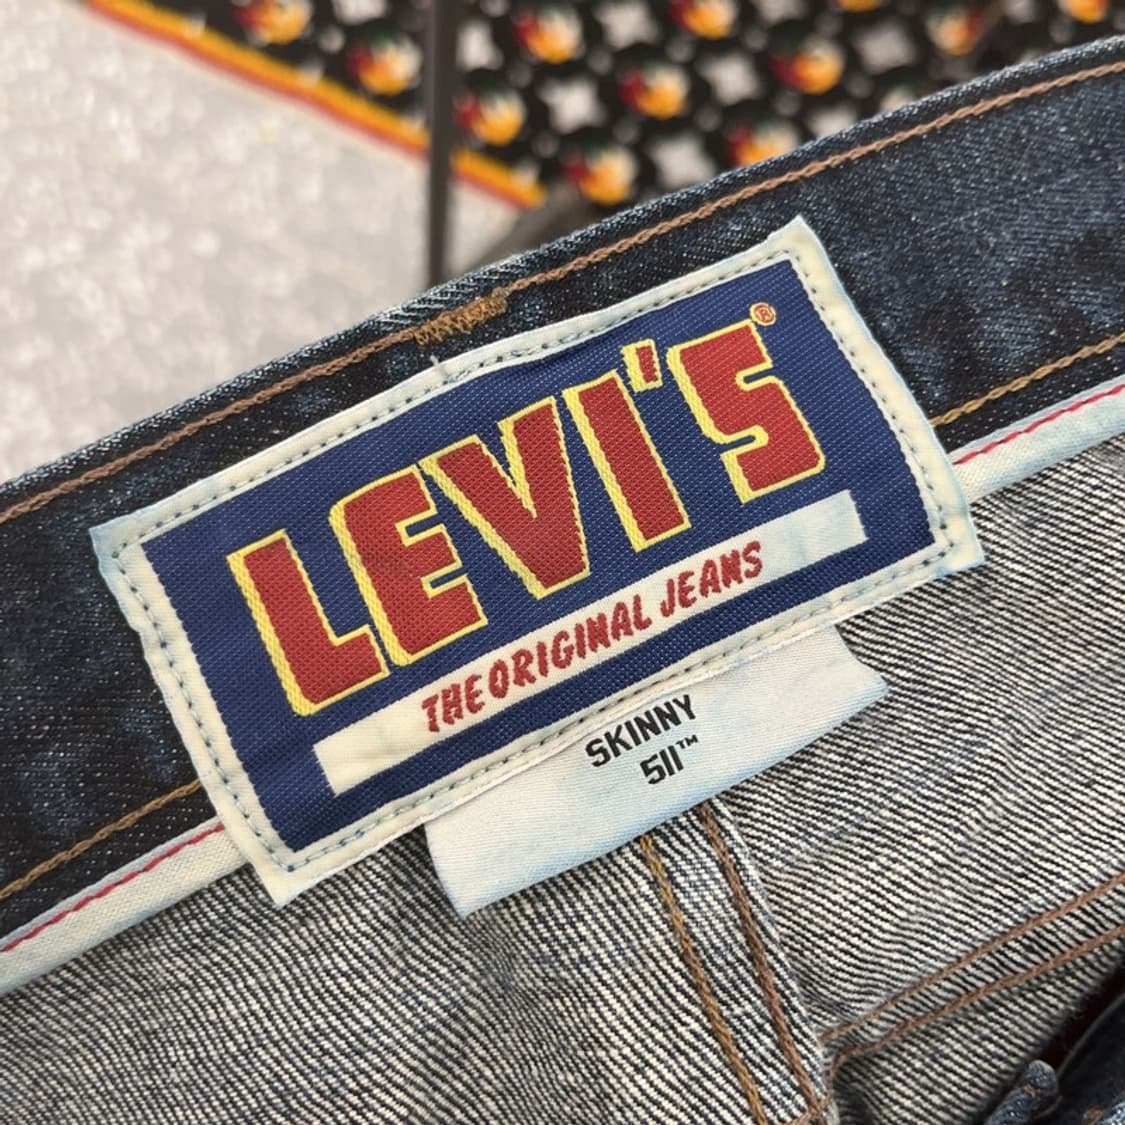 LEVI'S®
THE ORIGINAL JEANS
SKINNY
511™